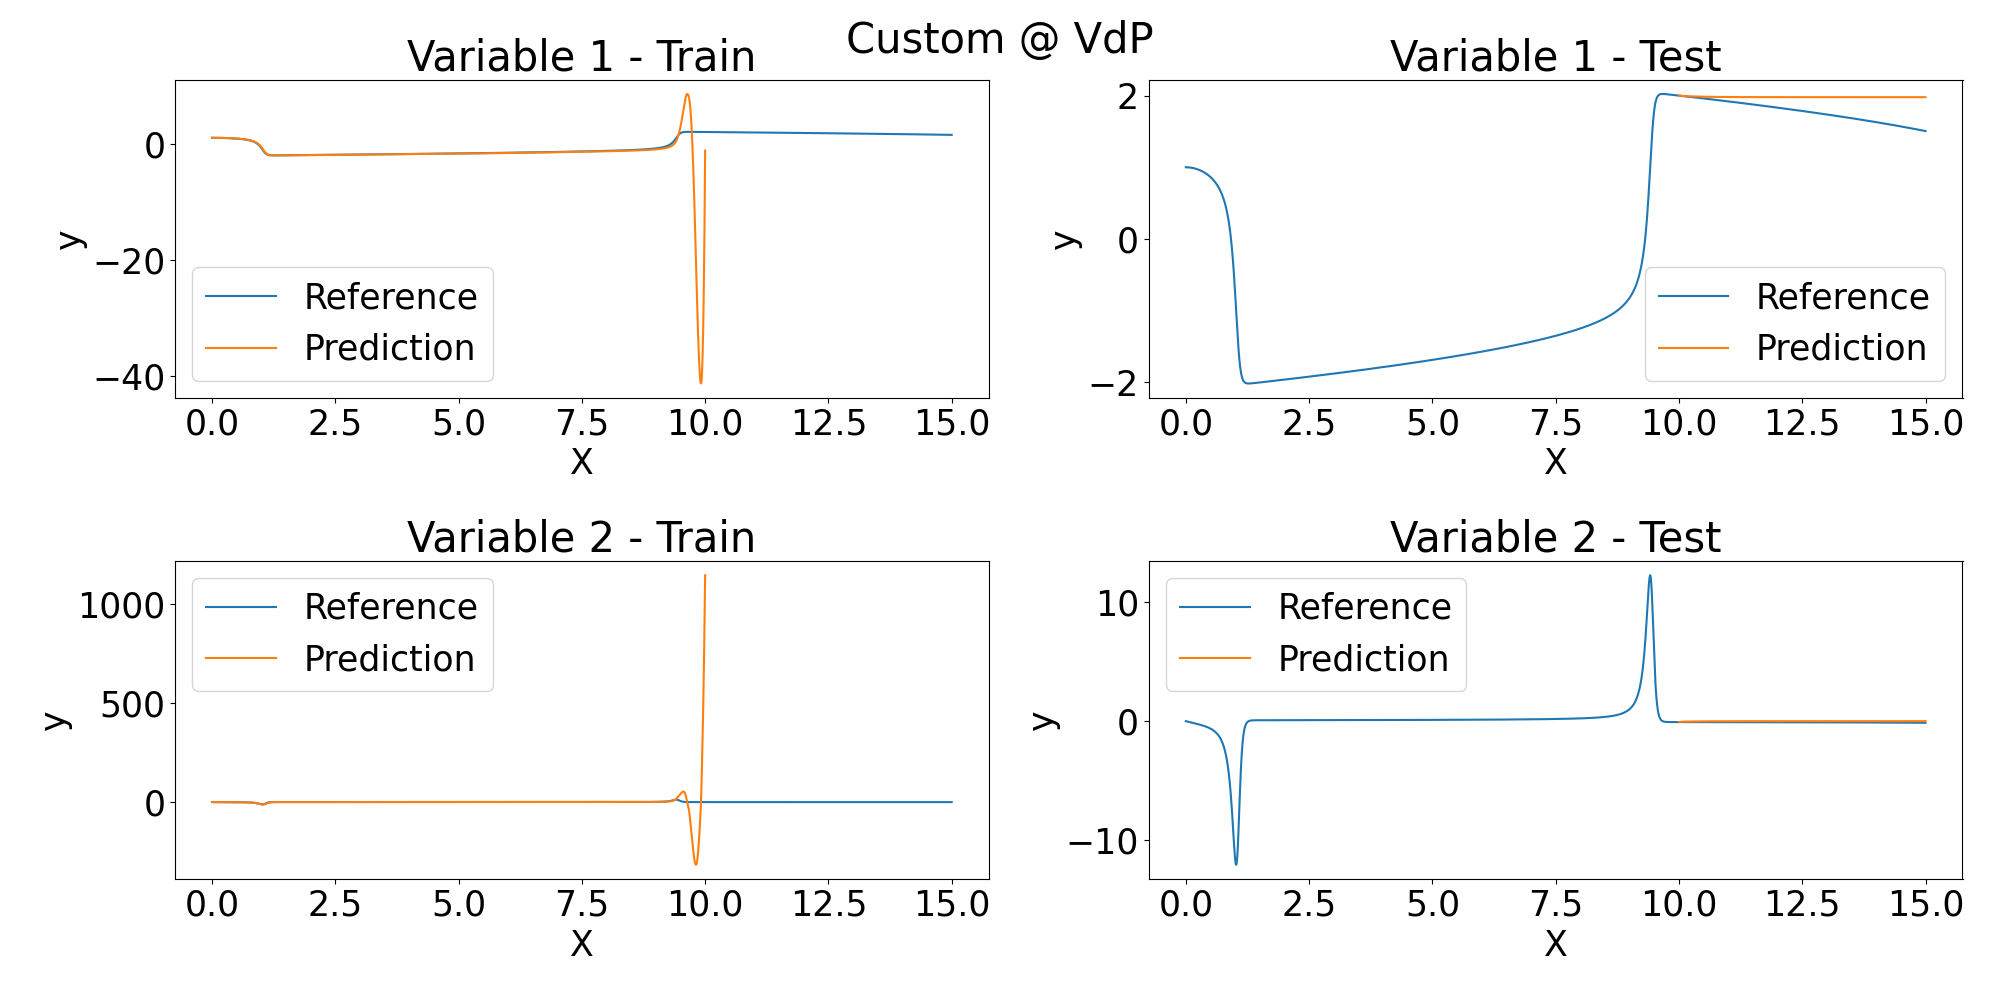 Custom @ VdP
Variable 1 - Train
0
−20
−40
y
Reference
Prediction
0.0 2.5 5.0 7.5 10.0 12.5 15.0
X
Variable 1 - Test
2
0
−2
y
Reference
Prediction
0.0 2.5 5.0 7.5 10.0 12.5 15.0
X
Variable 2 - Train
1000
500
0
y
Reference
Prediction
0.0 2.5 5.0 7.5 10.0 12.5 15.0
X
Variable 2 - Test
10
0
−10
y
Reference
Prediction
0.0 2.5 5.0 7.5 10.0 12.5 15.0
X